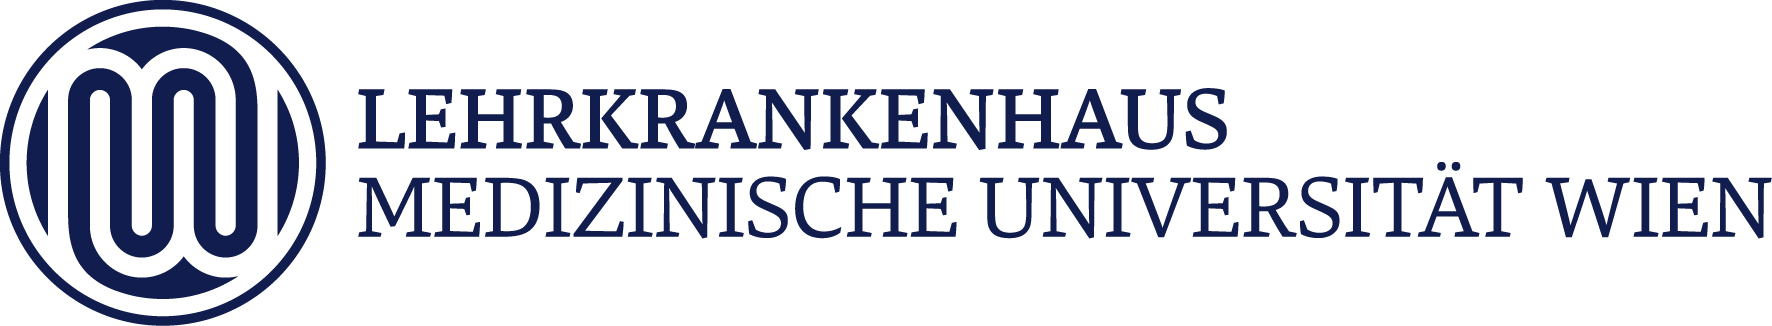 LEHRKRANKENHAUS
MEDIZINISCHE UNIVERSITÄT WIEN